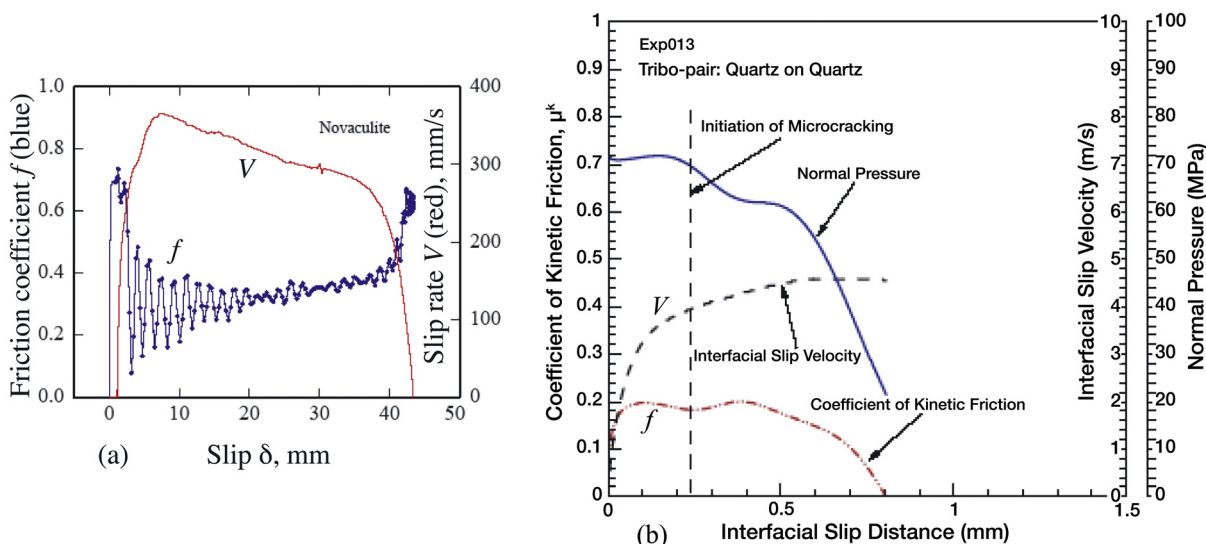 Friction coefficient f (blue)
1.0
0.8
0.6
0.4
0.2
0.0
Novaculite
V
f
400
300
200
100
0
Slip rate V (red), mm/s
0
10
20
30
40
50
(a)
Slip δ, mm
Coefficient of Kinetic Friction, μᵏ
1
0.9
0.8
0.7
0.6
0.5
0.4
0.3
0.2
0.1
0
Exp013
Tribo-pair: Quartz on Quartz
Initiation of Microcracking
Normal Pressure
V
Interfacial Slip Velocity
Coefficient of Kinetic Friction
f
10
9
8
7
6
5
4
3
2
1
0
Interfacial Slip Velocity (m/s)
100
90
80
70
60
50
40
30
20
10
0
Normal Pressure (MPa)
0
0.5
1
1.5
(b)
Interfacial Slip Distance (mm)